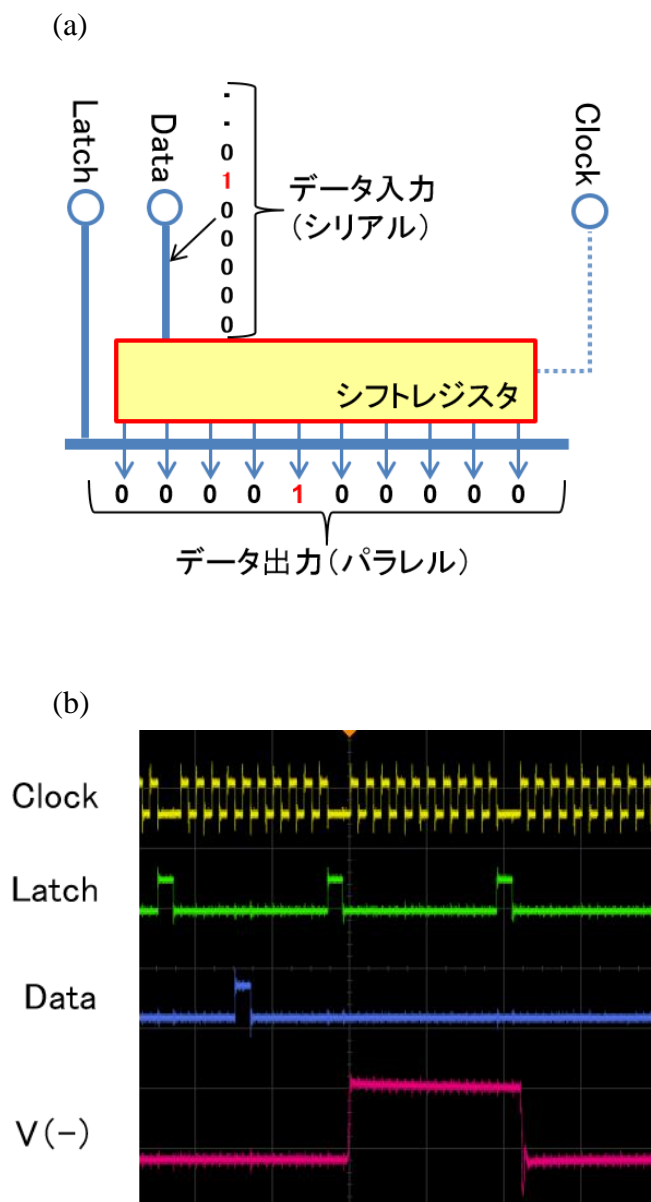 (a)
Latch
Data
-
-
0
1
0
0
0
0
0
データ入力
(シリアル)
Clock
シフトレジスタ
0 0 0 0 1 0 0 0 0 0
データ出力(パラレル)
(b)
Clock
Latch
Data
V(-)